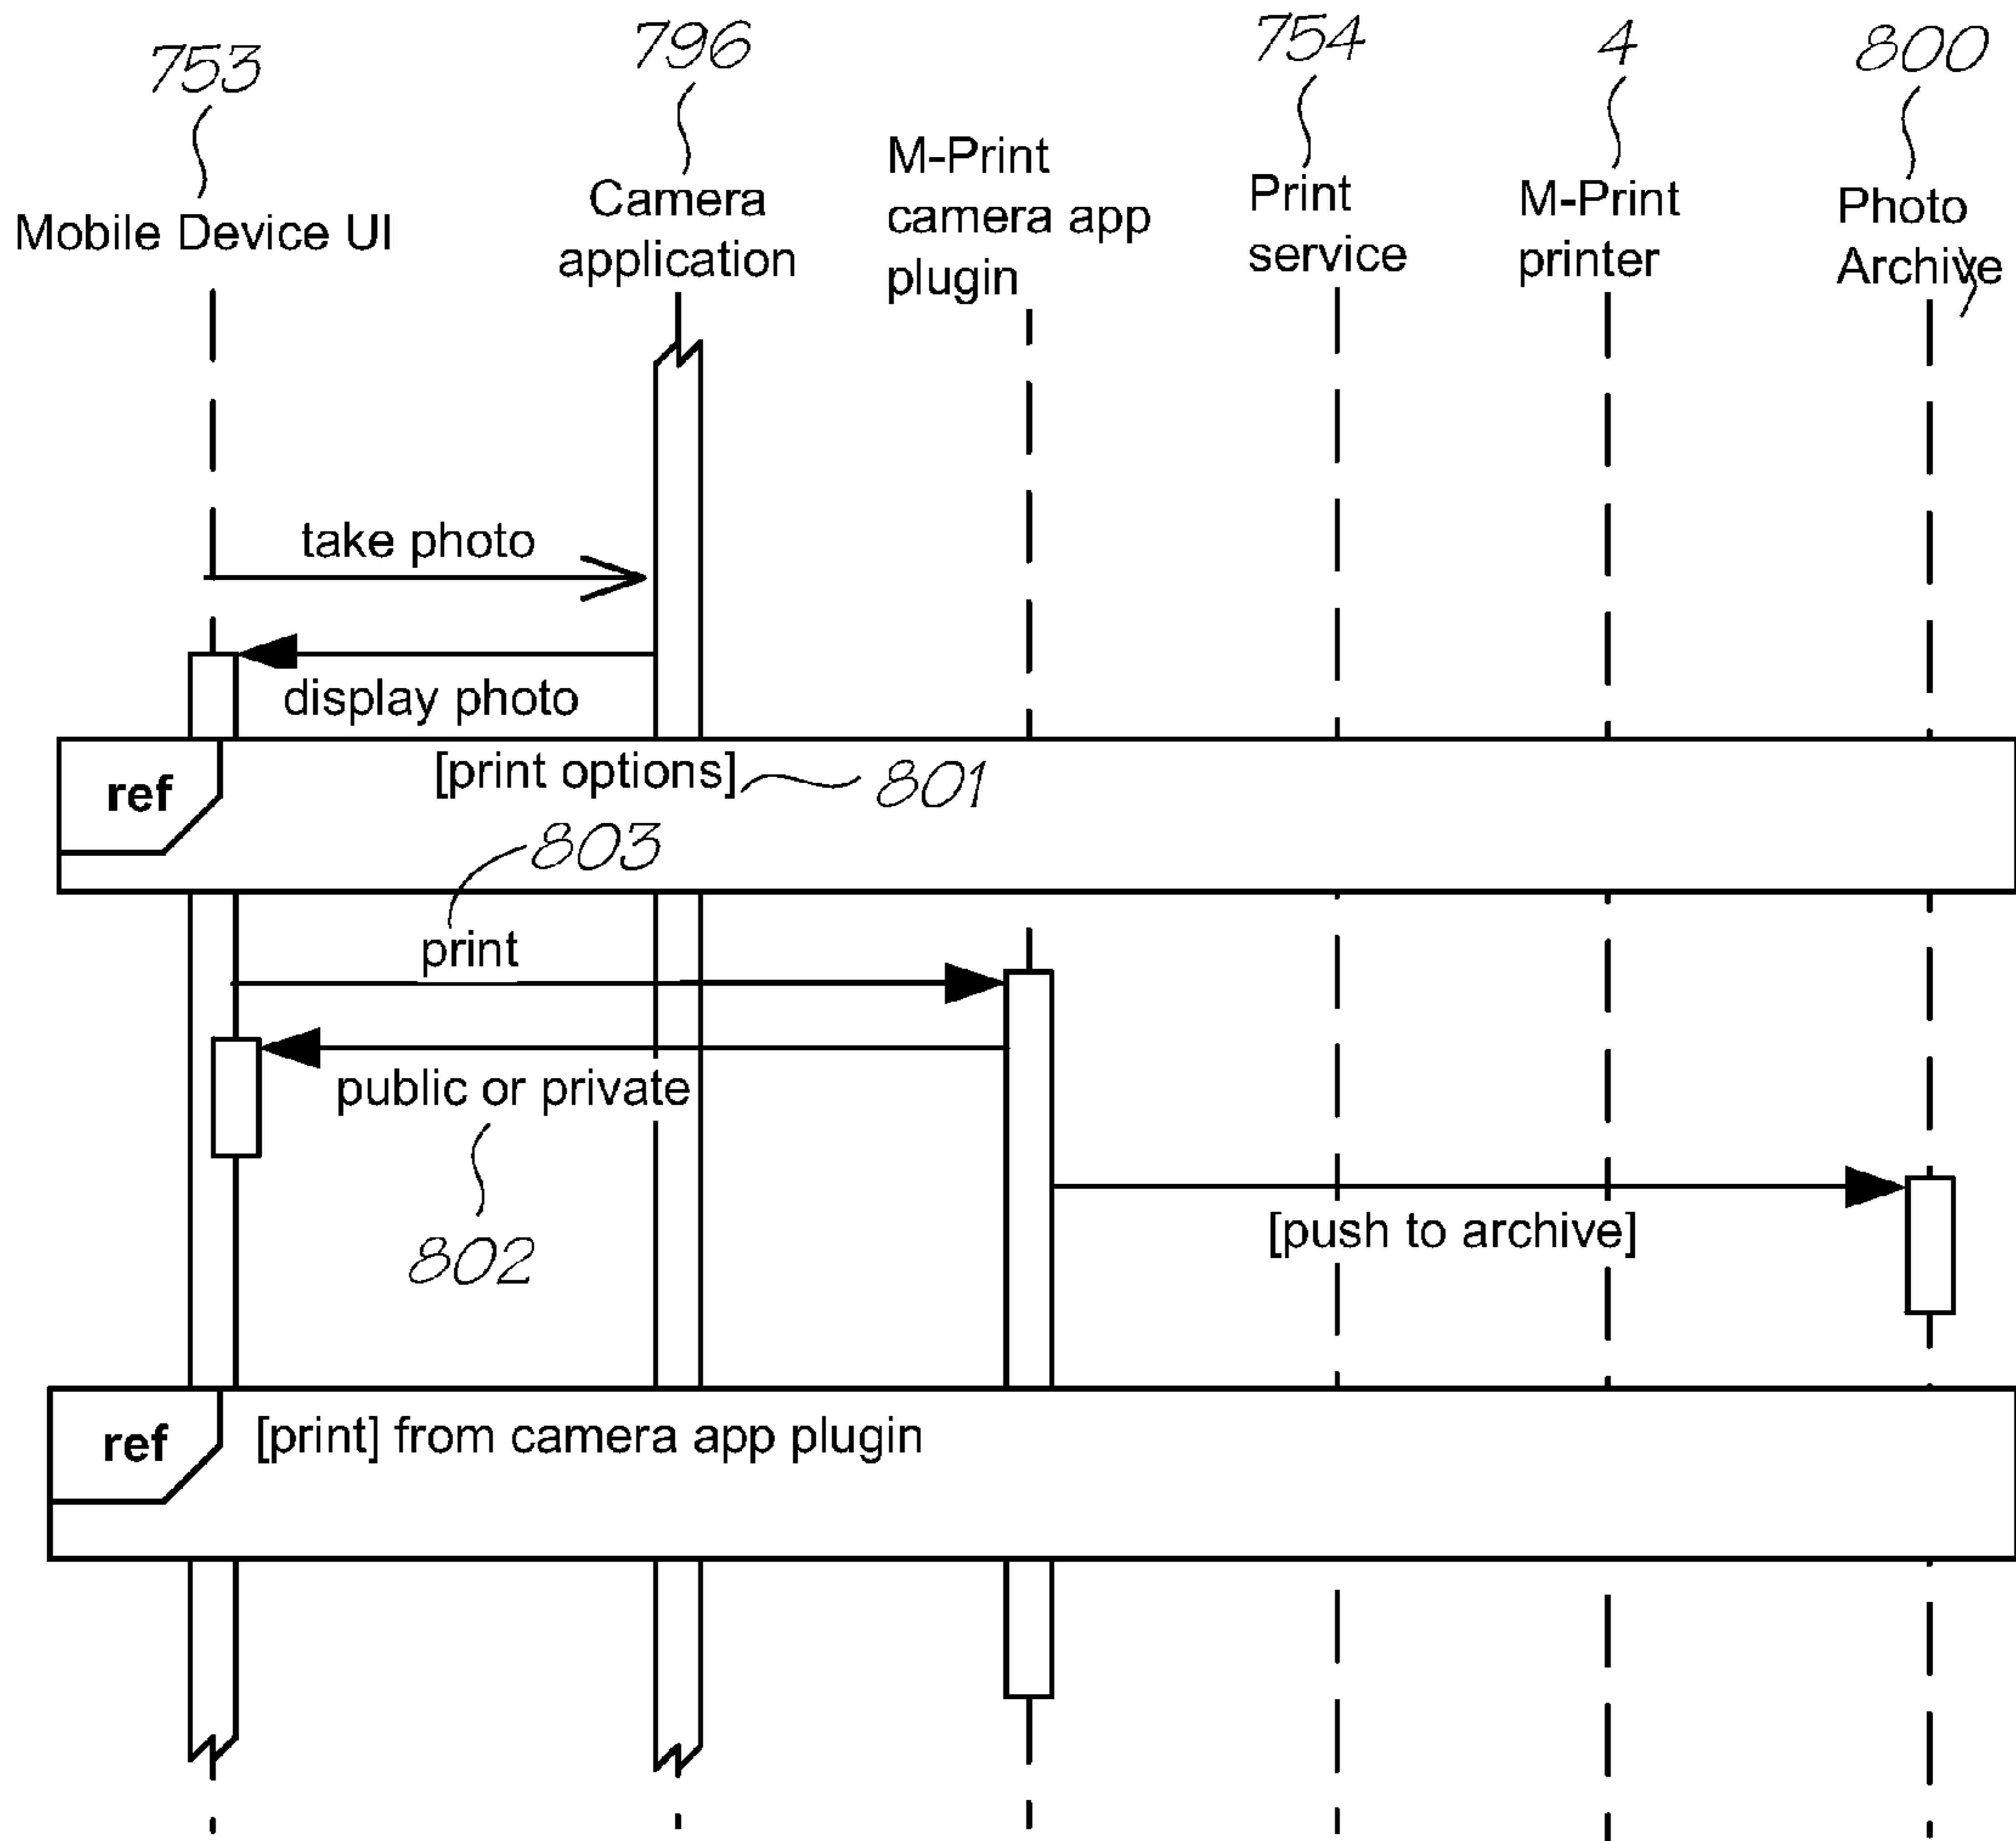 753
796
754
4
800
Mobile Device UI
Camera
application
M-Print
camera app
plugin
Print
service
M-Print
printer
Photo
Archive
take photo
display photo
ref
[print options]
801
803
print
public or private
802
[push to archive]
ref
[print] from camera app plugin